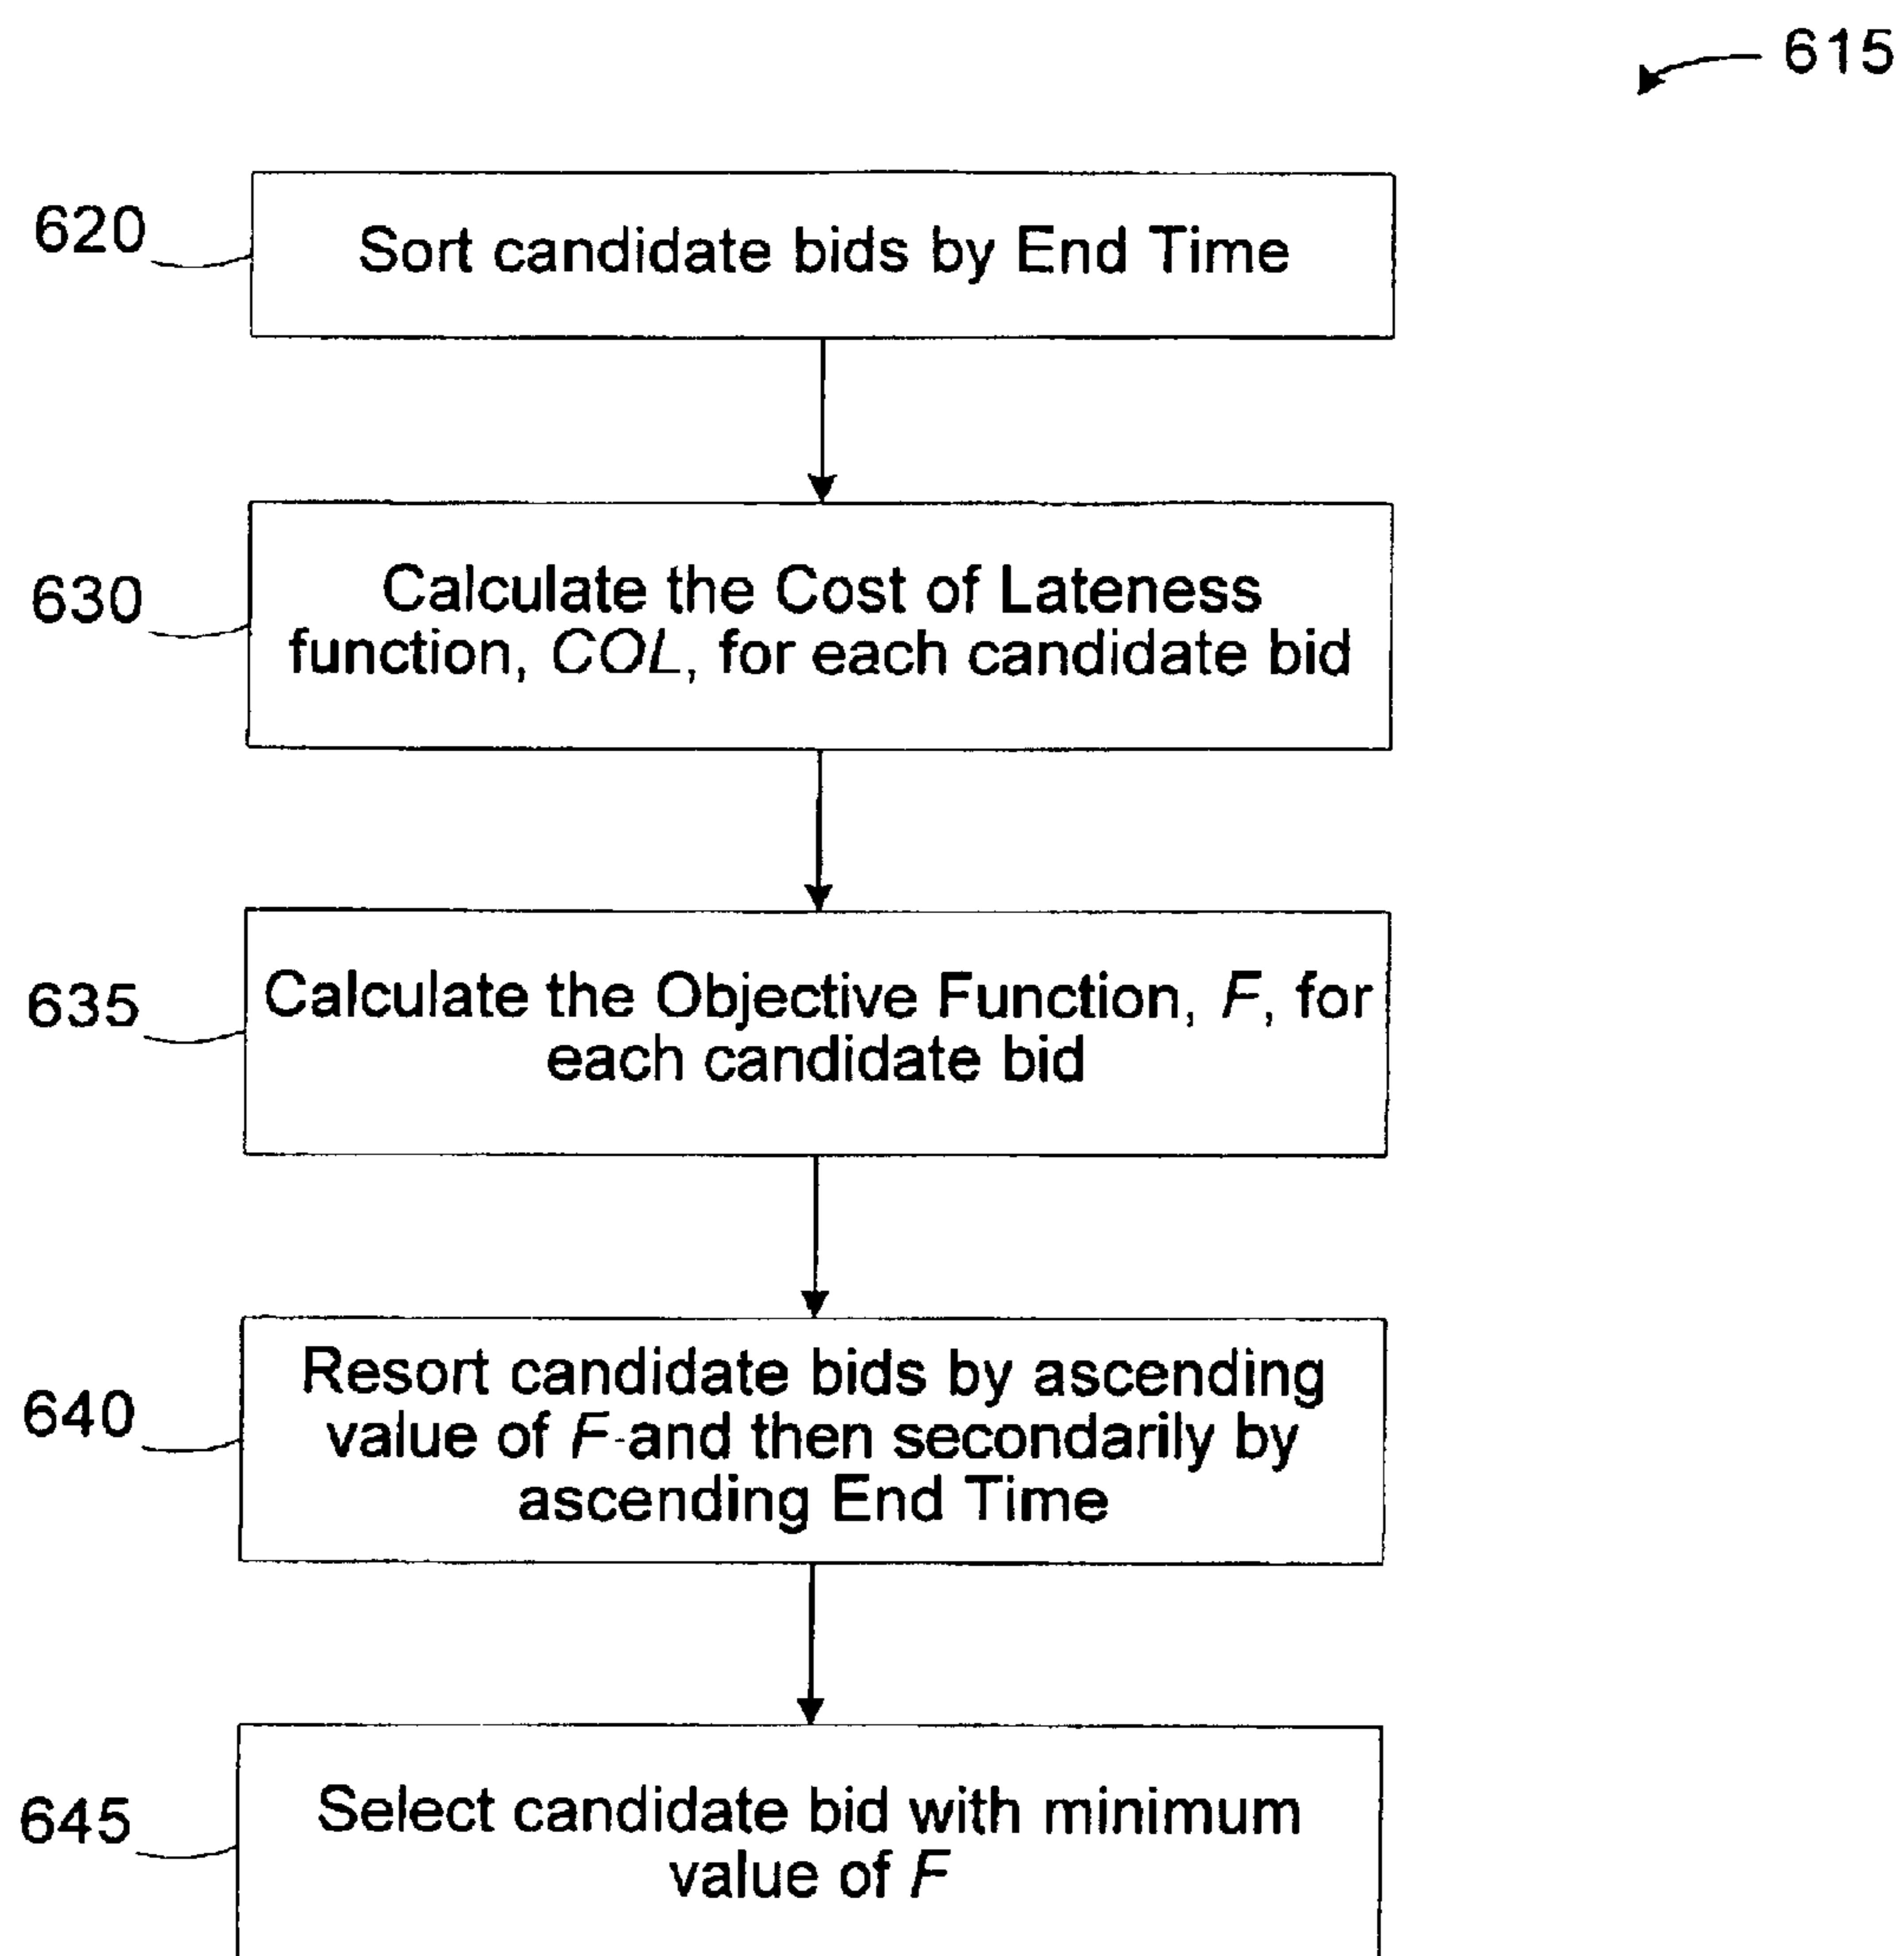 615
620
Sort candidate bids by End Time
630
Calculate the Cost of Lateness
function, COL, for each candidate bid
635
Calculate the Objective Function, F, for
each candidate bid
640
Resort candidate bids by ascending
value of F and then secondarily by
ascending End Time
645
Select candidate bid with minimum
value of F